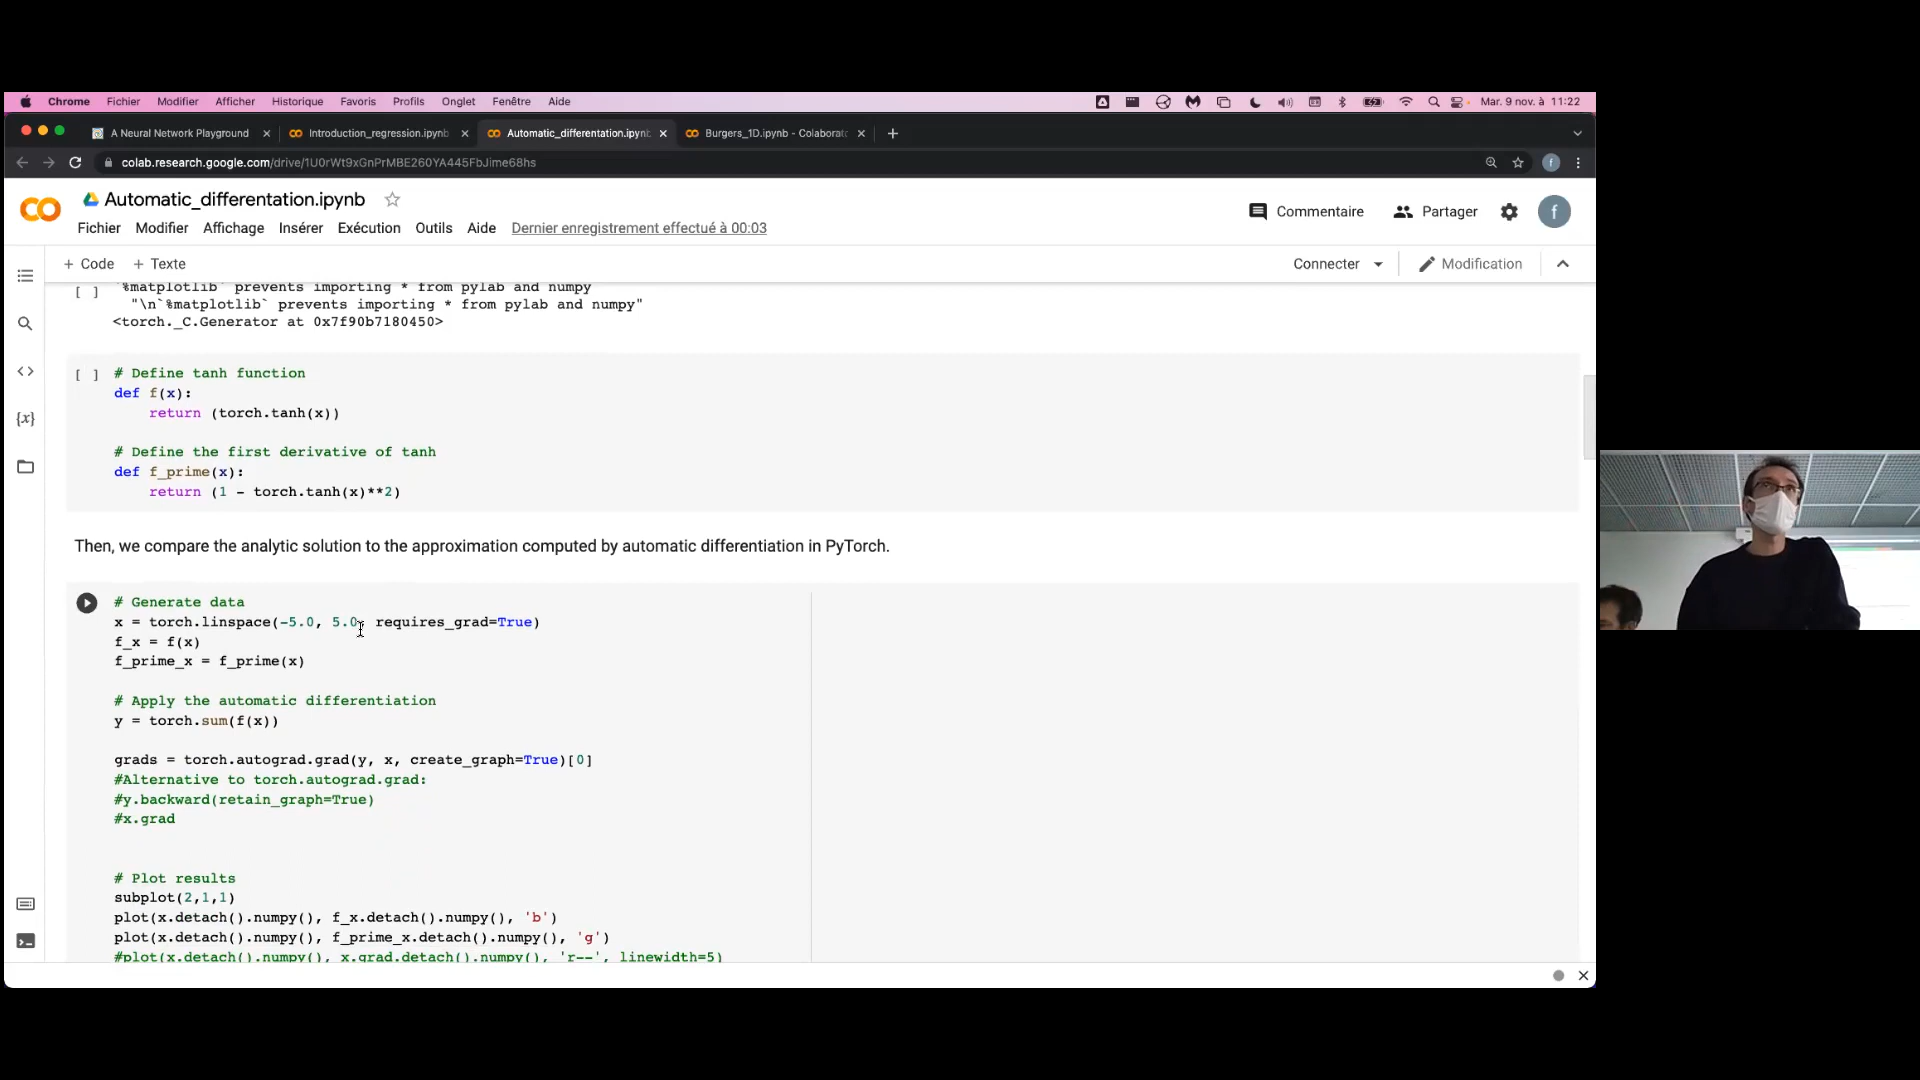 Chrome Fichier Modifier Afficher Historique Favoris Profils Onglet Fenêtre Aide Mar. 9 nov. à 11:22
A Neural Network Playground Introduction_regression.ipynb Automatic_differentation.ipynb Burgers_1D.ipynb - Colaborato
colab.research.google.com/drive/1U0rWt9xGnPrMBE260YA445FbJime68hs f
Automatic_differentation.ipynb
Commentaire Partager f
Fichier Modifier Affichage Insérer Exécution Outils Aide Dernier enregistrement effectué à 00:03
+ Code + Texte Connecter Modification
[ ] `%matplotlib` prevents importing * from pylab and numpy
"\n`%matplotlib` prevents importing * from pylab and numpy"
<torch._C.Generator at 0x7f90b7180450>
[ ] # Define tanh function
def f(x):
return (torch.tanh(x))
# Define the first derivative of tanh
def f_prime(x):
return (1 - torch.tanh(x)**2)
Then, we compare the analytic solution to the approximation computed by automatic differentiation in PyTorch.
# Generate data
x = torch.linspace(-5.0, 5.0, requires_grad=True)
f_x = f(x)
f_prime_x = f_prime(x)
# Apply the automatic differentiation
y = torch.sum(f(x))
grads = torch.autograd.grad(y, x, create_graph=True)[0]
#Alternative to torch.autograd.grad:
#y.backward(retain_graph=True)
#x.grad
# Plot results
subplot(2,1,1)
plot(x.detach().numpy(), f_x.detach().numpy(), 'b')
plot(x.detach().numpy(), f_prime_x.detach().numpy(), 'g')
#plot(x.detach().numpy(), x.grad.detach().numpy(), 'r--', linewidth=5)